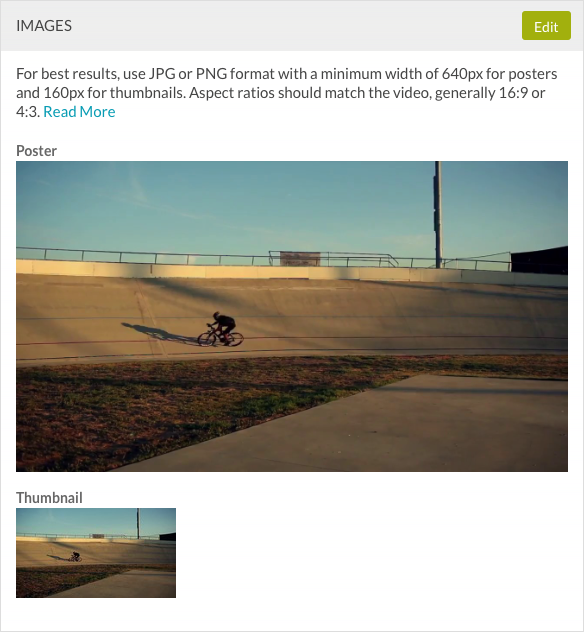 IMAGES
Edit
For best results, use JPG or PNG format with a minimum width of 640px for posters
and 160px for thumbnails. Aspect ratios should match the video, generally 16:9 or
4:3. Read More
Poster
Thumbnail